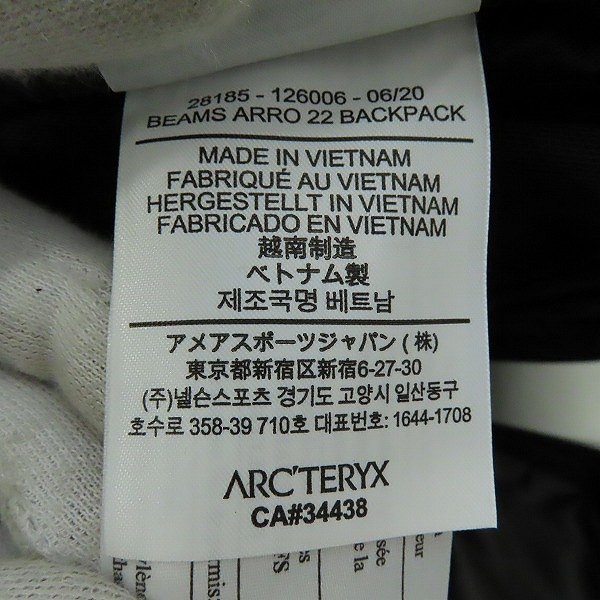 28185 - 126006 - 06/20
BEAMS ARRO 22 BACKPACK
MADE IN VIETNAM
FABRIQUÉ AU VIETNAM
HERGESTELLT IN VIETNAM
FABRICADO EN VIETNAM
越南制造
ベトナム製
제조국명 베트남
アメアスポーツジャパン ( 株)
東京都新宿区新宿6-27-30
(주)넬슨스포츠 경기도 고양시 일산동구
호수로 358-39 710호 대표번호: 1644-1708
ARC'TERYX
CA#34438